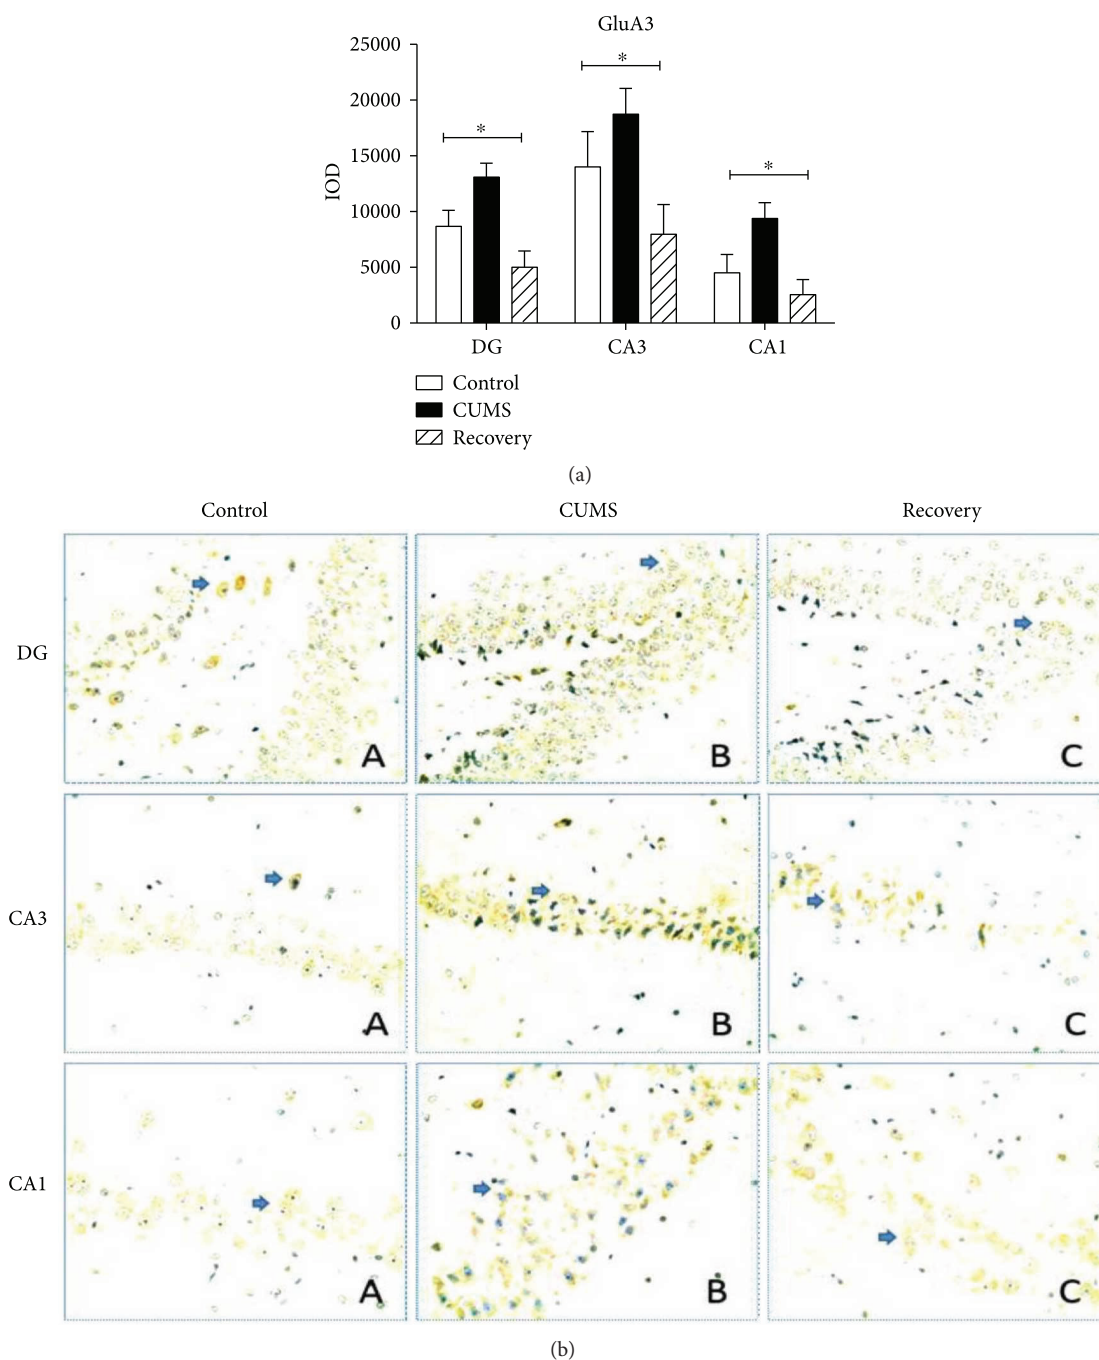 GluA3
25000
20000
15000
10000
5000
0
IOD
*
*
*
DG
CA3
CA1
Control
CUMS
Recovery
(a)
Control
CUMS
Recovery
DG
A
B
C
CA3
A
B
C
CA1
A
B
C
(b)